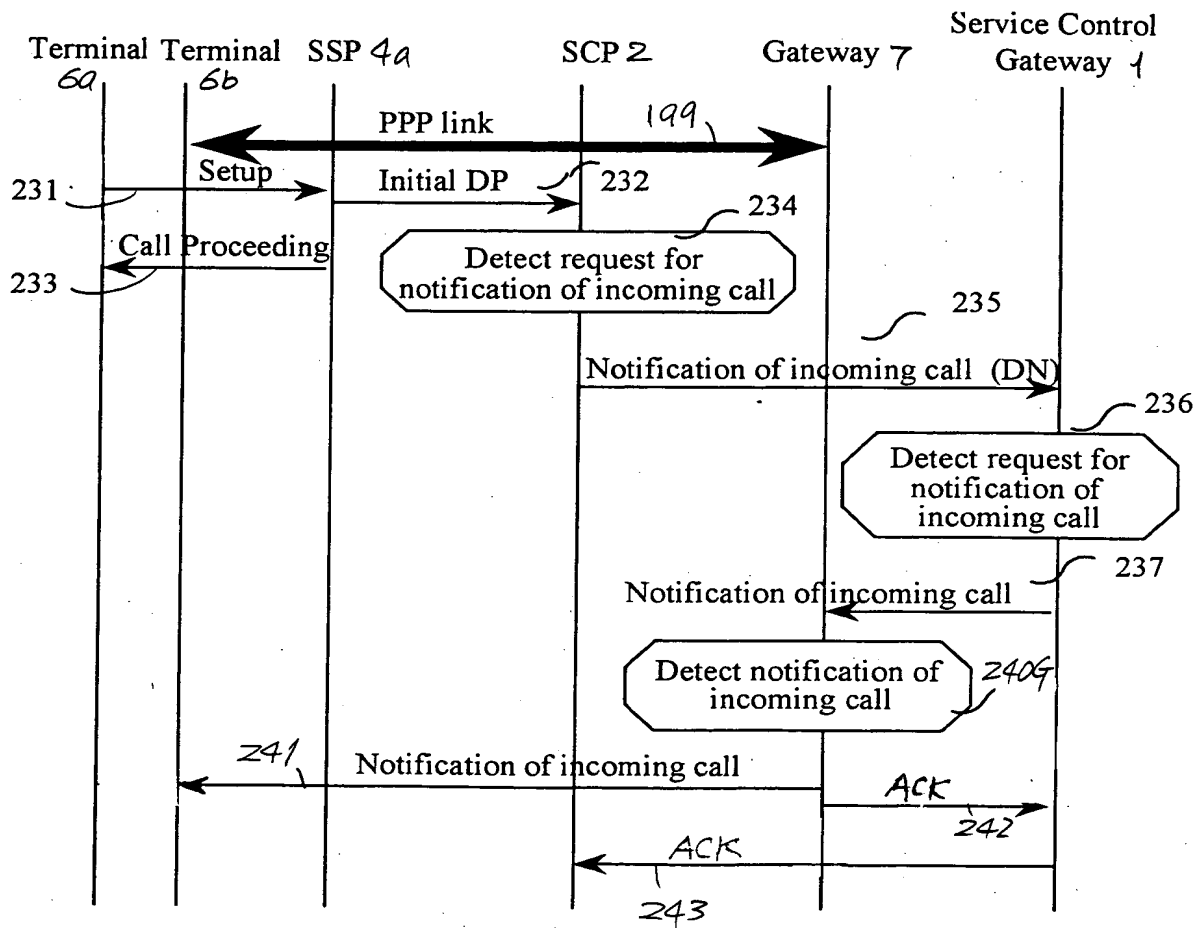 Service Control
Terminal Terminal SSP 4a SCP 2 Gateway 7 Gateway 1
6a 6b
PPP link 199
Setup
231
Initial DP 232
234
Call Proceeding
233
Detect request for
notification of incoming call
235
Notification of incoming call (DN)
236
Detect request for
notification of
incoming call
237
Notification of incoming call
Detect notification of
incoming call
240G
241
Notification of incoming call
ACK
242
ACK
243